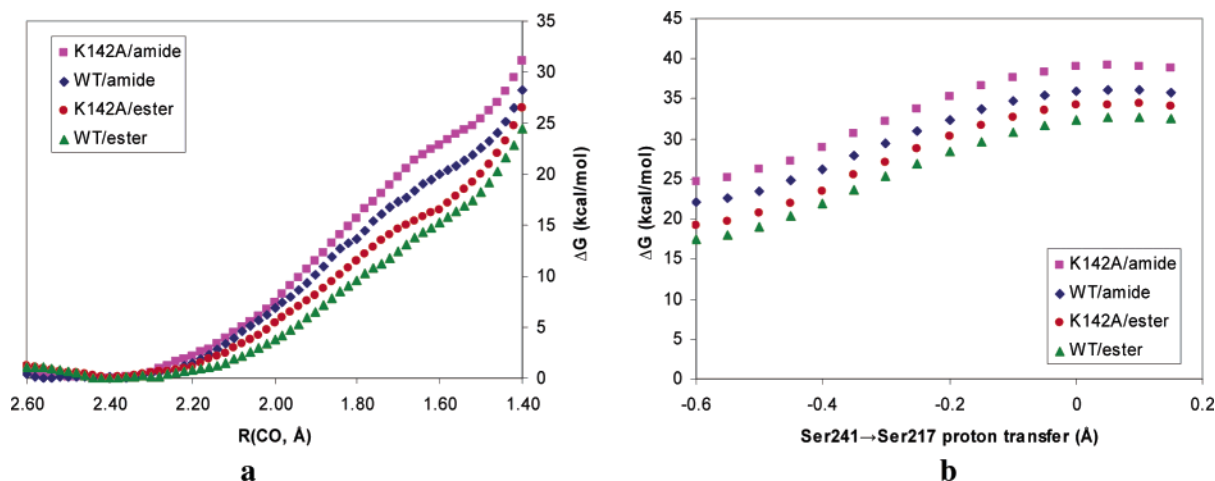 K142A/amide
WT/amide
K142A/ester
WT/ester
35
30
25
20
15
10
5
0
ΔG (kcal/mol)
2.60 2.40 2.20 2.00 1.80 1.60 1.40
R(CO, Å)
a
45
40
35
30
25
20
15
10
5
0
ΔG (kcal/mol)
K142A/amide
WT/amide
K142A/ester
WT/ester
-0.6 -0.4 -0.2 0 0.2
Ser241→Ser217 proton transfer (Å)
b